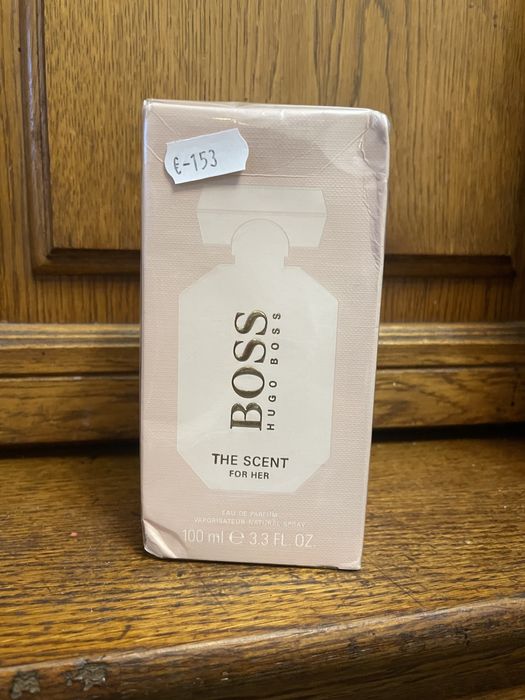 €-153
BOSS
HUGO BOSS
THE SCENT
FOR HER
EAU DE PARFUM
VAPORISATEUR NATURAL SPRAY
100 ml ℮ 3.3 FL. OZ.